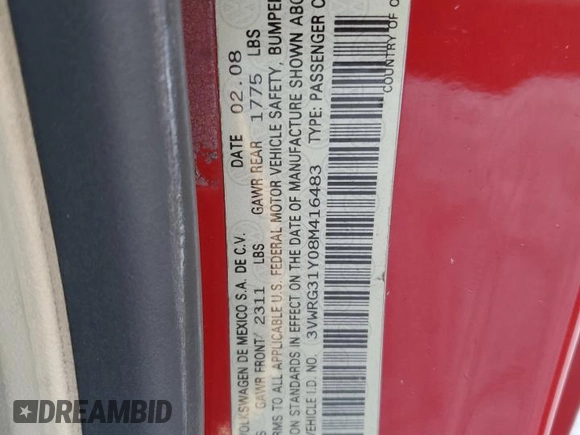 VOLKSWAGEN DE MEXICO S.A. DE C.V. DATE 02.08
GAWR FRONT 2311 LBS GAWR REAR 1775 LBS
TO ALL APPLICABLE U.S. FEDERAL MOTOR VEHICLE SAFETY, BUMPER
STANDARDS IN EFFECT ON THE DATE OF MANUFACTURE SHOWN
VEHICLE I.D. NO. 3VWRG31Y08M416483 TYPE: PASSENGER
COUNTRY OF
DREAMBID